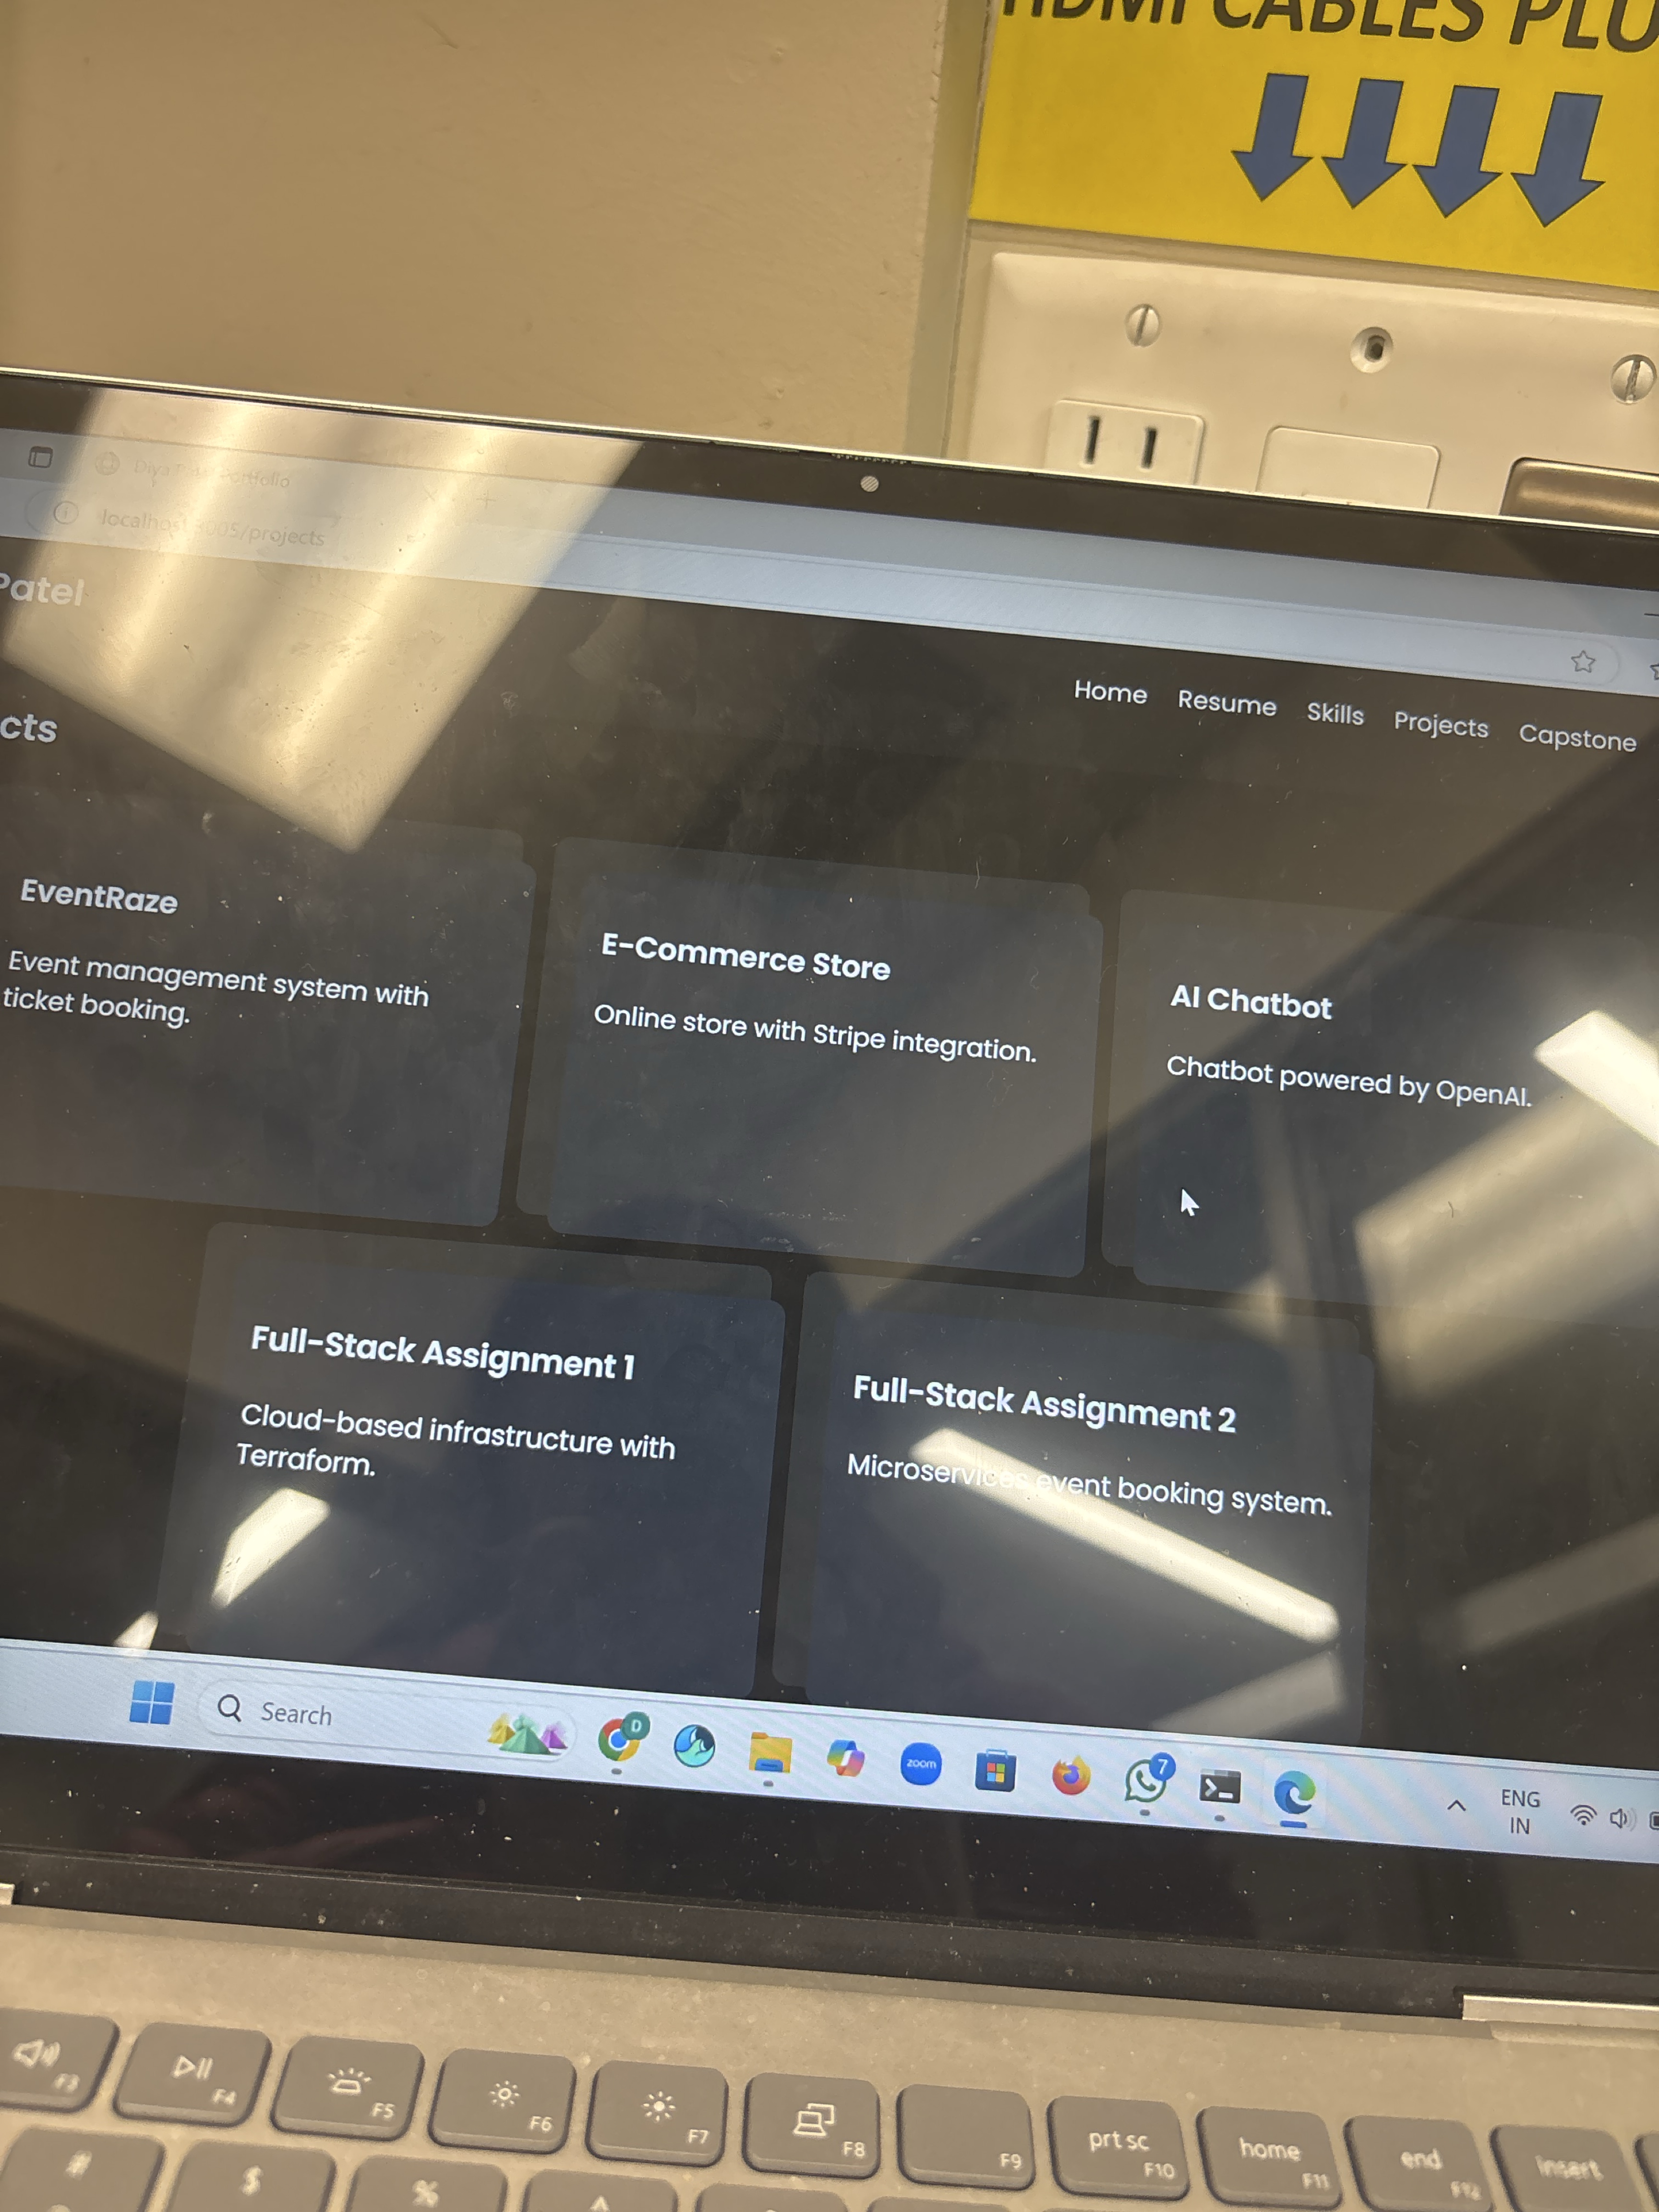 HDMI CABLES PLU
Diya Portfolio
localhost:3005/projects
Patel
Home Resume Skills Projects Capstone
cts
EventRaze
Event management system with
ticket booking.
E-Commerce Store
Online store with Stripe integration.
AI Chatbot
Chatbot powered by OpenAI.
Full-Stack Assignment 1
Cloud-based infrastructure with
Terraform.
Full-Stack Assignment 2
Microservices event booking system.
Search
D
zoom
7
ENG
IN
F3
F4
F5
F6
F7
F8
F9
prt sc
F10
home
F11
end
F12
insert
#
$
%
^